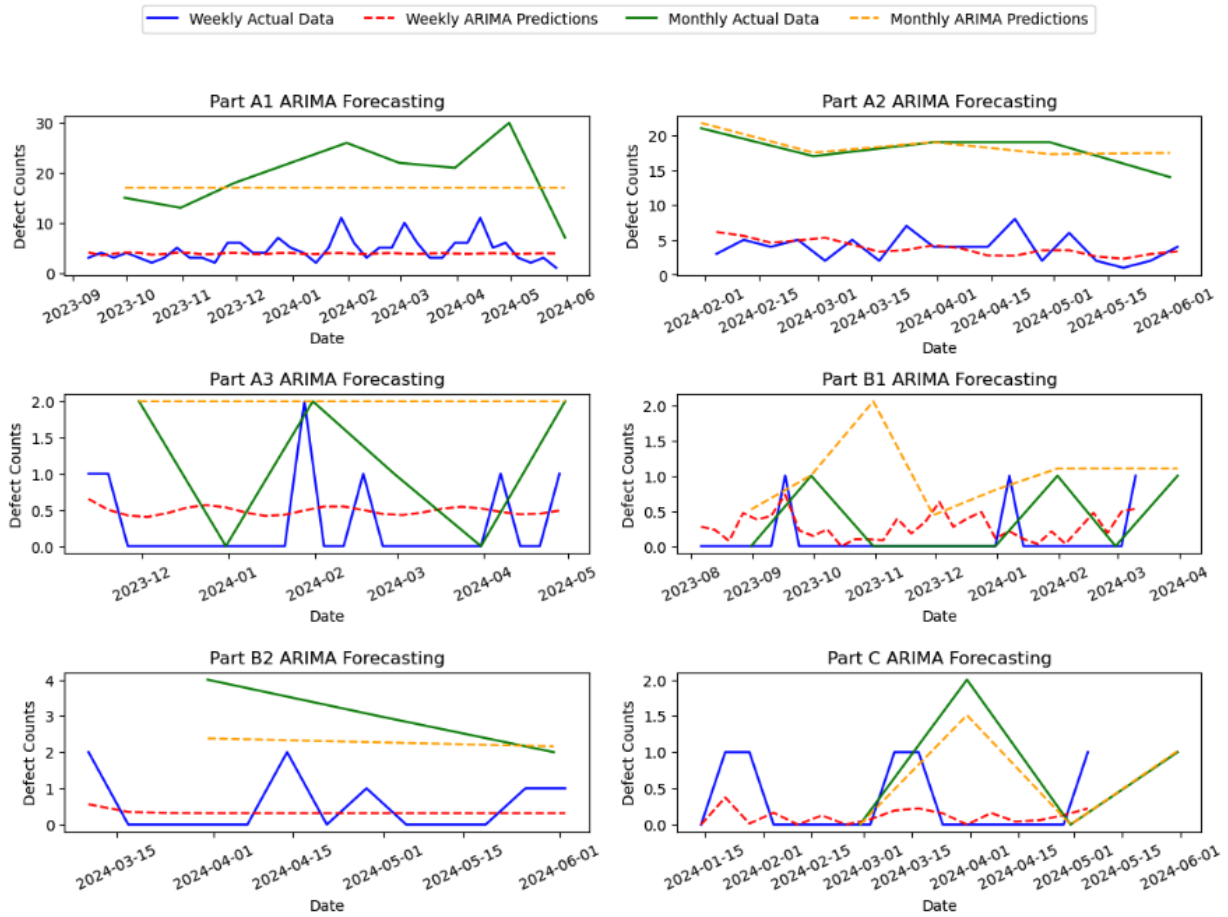 Weekly Actual Data Weekly ARIMA Predictions Monthly Actual Data Monthly ARIMA Predictions
Part A1 ARIMA Forecasting
Defect Counts
30
20
10
0
2023-09 2023-10 2023-11 2023-12 2024-01 2024-02 2024-03 2024-04 2024-05 2024-06
Date
Part A2 ARIMA Forecasting
Defect Counts
20
15
10
5
0
2024-02-01 2024-02-15 2024-03-01 2024-03-15 2024-04-01 2024-04-15 2024-05-01 2024-05-15 2024-06-01
Date
Part A3 ARIMA Forecasting
Defect Counts
2.0
1.5
1.0
0.5
0.0
2023-12 2024-01 2024-02 2024-03 2024-04 2024-05
Date
Part B1 ARIMA Forecasting
Defect Counts
2.0
1.5
1.0
0.5
0.0
2023-08 2023-09 2023-10 2023-11 2023-12 2024-01 2024-02 2024-03 2024-04
Date
Part B2 ARIMA Forecasting
Defect Counts
4
3
2
1
0
2024-03-15 2024-04-01 2024-04-15 2024-05-01 2024-05-15 2024-06-01
Date
Part C ARIMA Forecasting
Defect Counts
2.0
1.5
1.0
0.5
0.0
2024-01-15 2024-02-01 2024-02-15 2024-03-01 2024-03-15 2024-04-01 2024-04-15 2024-05-01 2024-05-15 2024-06-01
Date